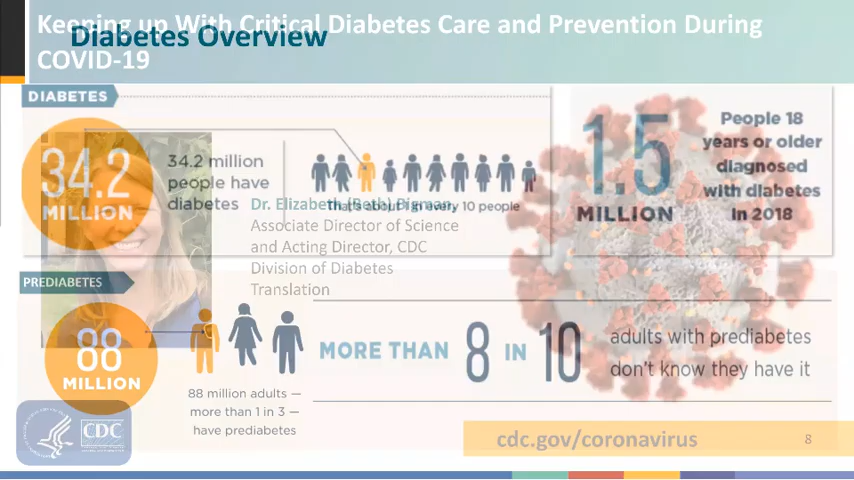 Keeping up With Critical Diabetes Care and Prevention During
COVID-19
Diabetes Overview
DIABETES
34.2
MILLION
34.2 million
people have
diabetes
that's about 1 in every 10 people
1.5
MILLION
People 18
years or older
diagnosed
with diabetes
in 2018
Dr. Elizabeth
Associate Director of Science
and Acting Director, CDC
Division of Diabetes
Translation
PREDIABETES
88
MILLION
88 million adults —
more than 1 in 3 —
have prediabetes
MORE THAN 8 IN 10
adults with prediabetes
don't know they have it
CDC
cdc.gov/coronavirus
8